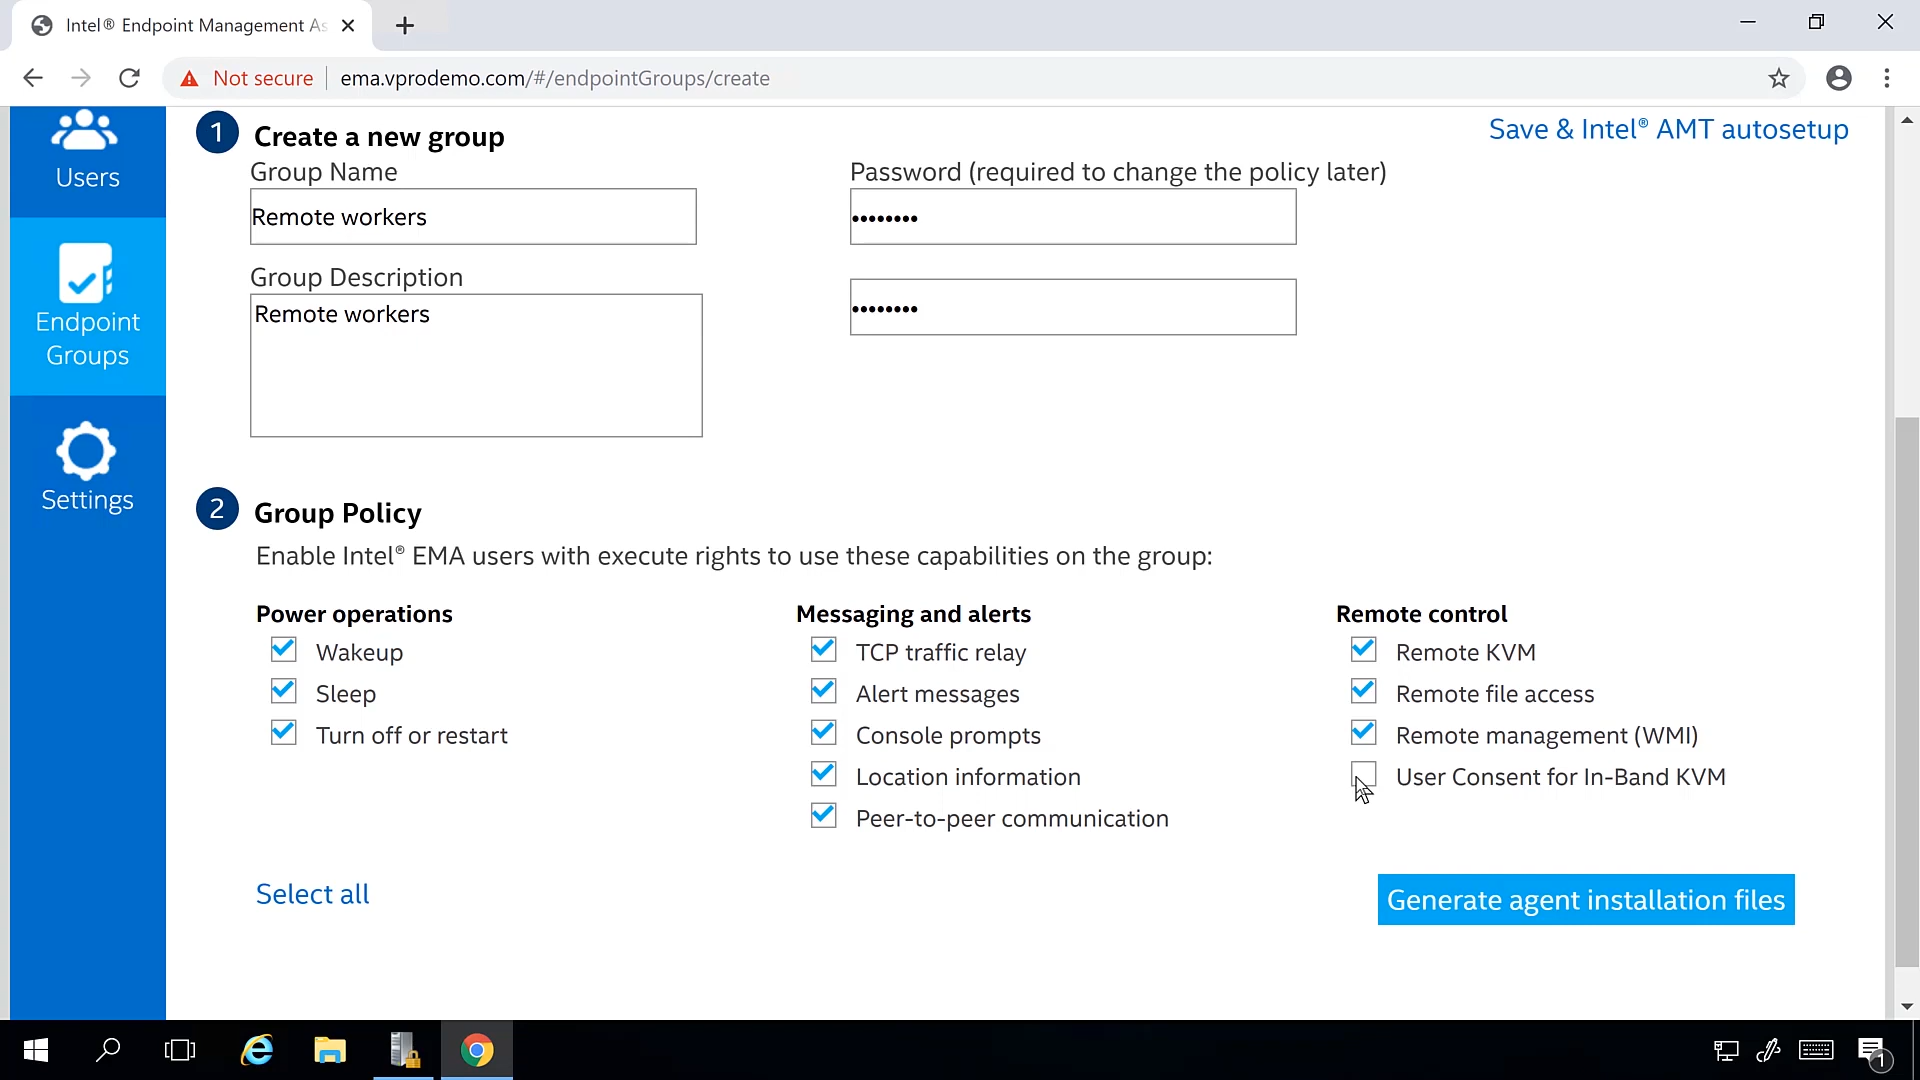 Intel® Endpoint Management As
Not secure
ema.vprodemo.com/#/endpointGroups/create
Users
Endpoint
Groups
Settings
1 Create a new group
Save & Intel® AMT autosetup
Group Name
Password (required to change the policy later)
Remote workers
••••••••
Group Description
Remote workers
••••••••
2 Group Policy
Enable Intel® EMA users with execute rights to use these capabilities on the group:
Power operations
Wakeup
Sleep
Turn off or restart
Messaging and alerts
TCP traffic relay
Alert messages
Console prompts
Location information
Peer-to-peer communication
Remote control
Remote KVM
Remote file access
Remote management (WMI)
User Consent for In-Band KVM
Select all
Generate agent installation files
1